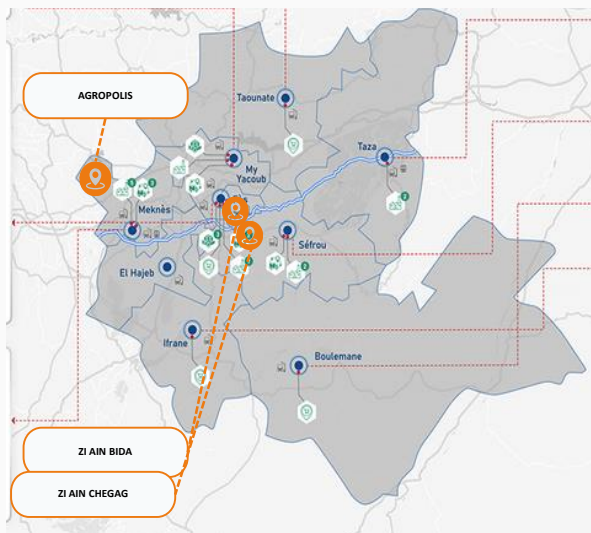 AGROPOLIS
Taounate
Taza
My
Yacoub
Meknès
Séfrou
El Hajeb
Ifrane
Boulemane
ZI AIN BIDA
ZI AIN CHEGAG